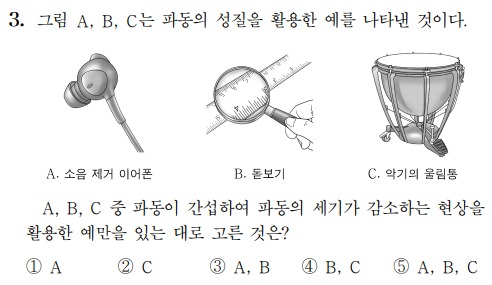 3. 그림 A, B, C는 파동의 성질을 활용한 예를 나타낸 것이다.
A. 소음 제거 이어폰 B. 돋보기 C. 악기의 울림통
A, B, C 중 파동이 간섭하여 파동의 세기가 감소하는 현상을
활용한 예만을 있는 대로 고른 것은?
① A ② C ③ A, B ④ B, C ⑤ A, B, C